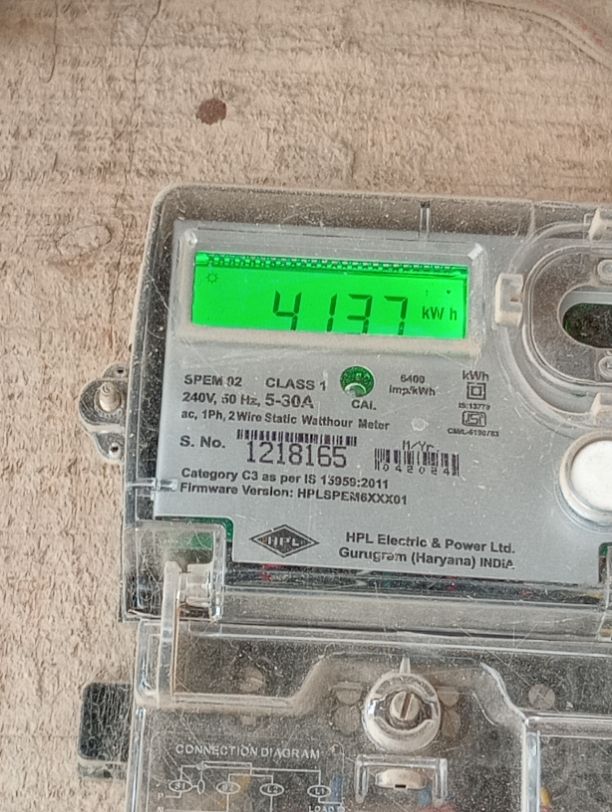 4137 kWh
SPEM 02 CLASS 1
240V, 50 Hz, 5-30A
CAL
6400
imp/kWh
kWh
IS:13779
ac, 1Ph, 2 Wire Static Watthour Meter
S. No. 1218165
M/Yr.
042024
Category C3 as per IS 15959:2011
Firmware Version: HPLSPEM6XXX01
HPL
HPL Electric & Power Ltd.
Gurugram (Haryana) INDIA
CONNECTION DIAGRAM
L2 L1